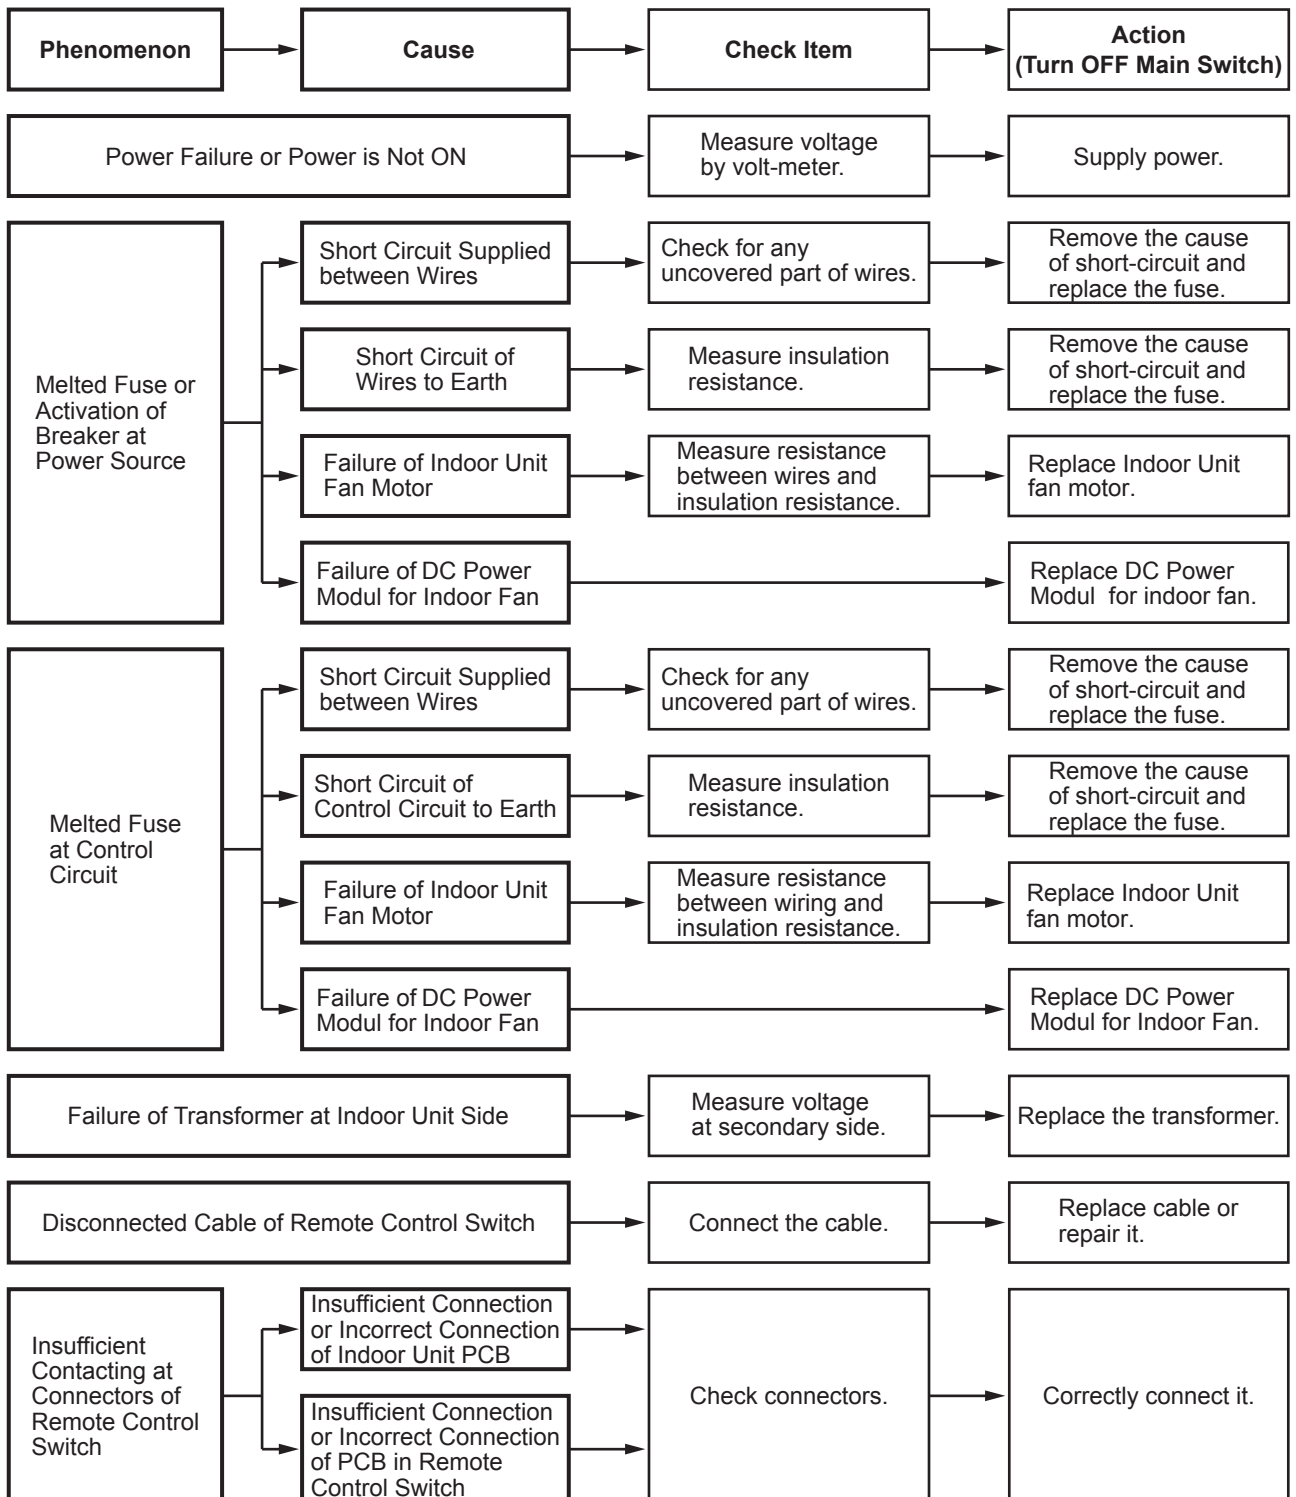 Phenomenon
Cause
Check Item
Action
(Turn OFF Main Switch)
Power Failure or Power is Not ON
Measure voltage
by volt-meter.
Supply power.
Melted Fuse or
Activation of
Breaker at
Power Source
Short Circuit Supplied
between Wires
Check for any
uncovered part of wires.
Remove the cause
of short-circuit and
replace the fuse.
Short Circuit of
Wires to Earth
Measure insulation
resistance.
Remove the cause
of short-circuit and
replace the fuse.
Failure of Indoor Unit
Fan Motor
Measure resistance
between wires and
insulation resistance.
Replace Indoor Unit
fan motor.
Failure of DC Power
Modul for Indoor Fan
Replace DC Power
Modul for indoor fan.
Melted Fuse
at Control
Circuit
Short Circuit Supplied
between Wires
Check for any
uncovered part of wires.
Remove the cause
of short-circuit and
replace the fuse.
Short Circuit of
Control Circuit to Earth
Measure insulation
resistance.
Remove the cause
of short-circuit and
replace the fuse.
Failure of Indoor Unit
Fan Motor
Measure resistance
between wiring and
insulation resistance.
Replace Indoor Unit
fan motor.
Failure of DC Power
Modul for Indoor Fan
Replace DC Power
Modul for Indoor Fan.
Failure of Transformer at Indoor Unit Side
Measure voltage
at secondary side.
Replace the transformer.
Disconnected Cable of Remote Control Switch
Connect the cable.
Replace cable or
repair it.
Insufficient
Contacting at
Connectors of
Remote Control
Switch
Insufficient Connection
or Incorrect Connection
of Indoor Unit PCB
Insufficient Connection
or Incorrect Connection
of PCB in Remote
Control Switch
Check connectors.
Correctly connect it.